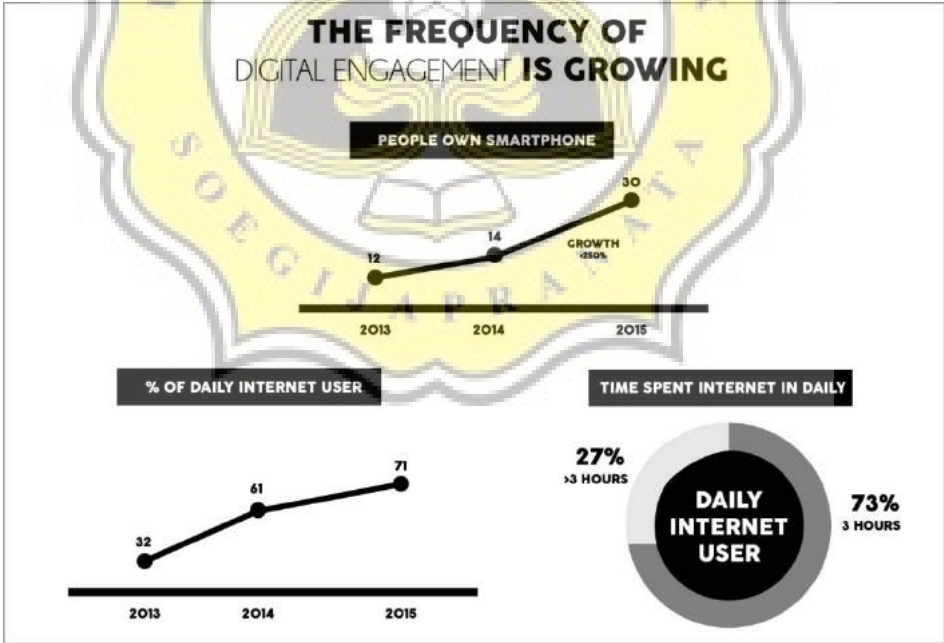 THE FREQUENCY OF
DIGITAL ENGAGEMENT IS GROWING
PEOPLE OWN SMARTPHONE
12
14
30
GROWTH
>250%
2013
2014
2015
SOEGIJAPRANATA
% OF DAILY INTERNET USER
32
61
71
2013
2014
2015
TIME SPENT INTERNET IN DAILY
27%
>3 HOURS
DAILY
INTERNET
USER
73%
3 HOURS